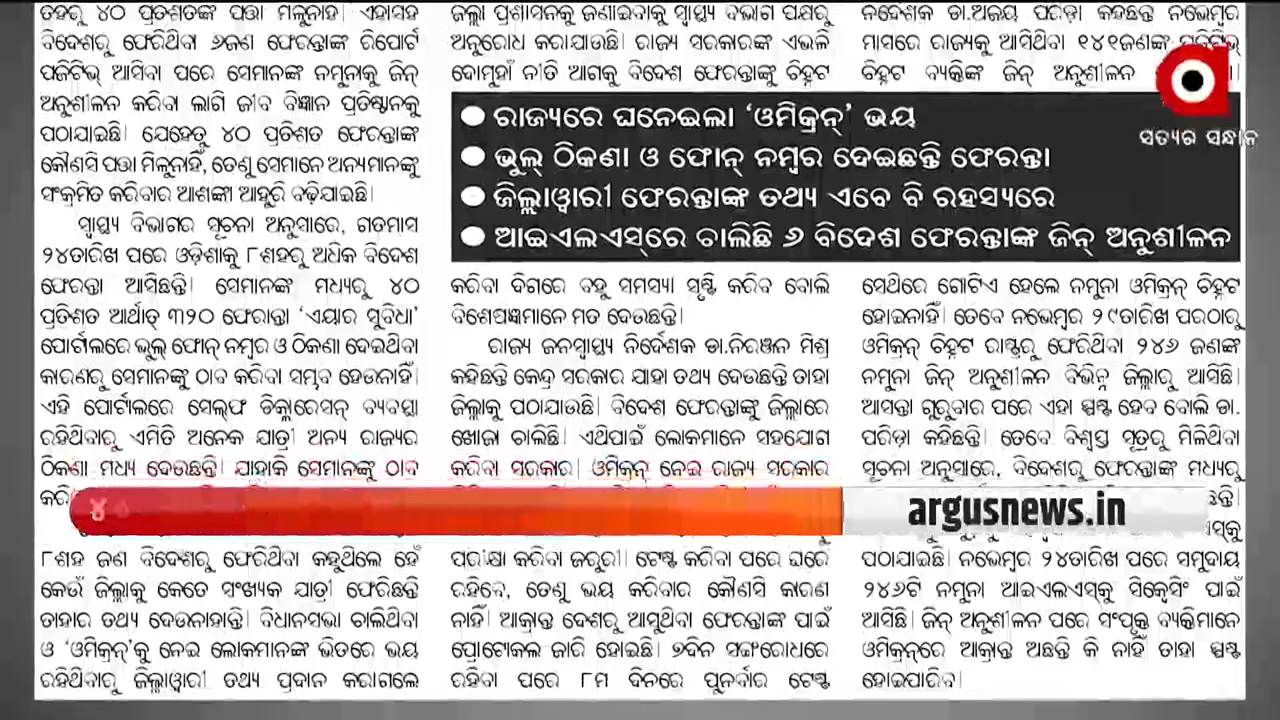 ତହିରୁ ୪୦ ପ୍ରତିଶତଙ୍କ ପତ୍ତା ମିଳୁନାହିଁ। ଏହାସହ
ବିଦେଶରୁ ଫେରିଥିବା ୬ଜଣ ଫେରନ୍ତାଙ୍କ ରିପୋର୍ଟ
ପଜିଟିଭ୍ ଆସିବା ପରେ ସେମାନଙ୍କ ନମୁନାକୁ ଜିନ୍
ଅନୁଶୀଳନ କରିବା ଲାଗି ଜୀବ ବିଜ୍ଞାନ ପ୍ରତିଷ୍ଠାନକୁ
ପଠାଯାଇଛି। ଯେହେତୁ ୪୦ ପ୍ରତିଶତ ଫେରନ୍ତାଙ୍କ
କୌଣସି ପତ୍ତା ମିଳୁନାହିଁ, ତେଣୁ ସେମାନେ ଅନ୍ୟମାନଙ୍କୁ
ସଂକ୍ରମିତ କରିବାର ଆଶଙ୍କା ଆହୁରି ବଢ଼ିଯାଇଛି।
ସ୍ୱାସ୍ଥ୍ୟ ବିଭାଗର ସୂଚନା ଅନୁସାରେ, ଗତମାସ
୨୪ତାରିଖ ପରେ ଓଡ଼ିଶାକୁ ୮ଶହରୁ ଅଧିକ ବିଦେଶ
ଫେରନ୍ତା ଆସିଛନ୍ତି। ସେମାନଙ୍କ ମଧ୍ୟରୁ ୪୦
ପ୍ରତିଶତ ଆର୍ଥାତ୍ ୩୨୦ ଫେରାନ୍ତା ‘ଏୟାର ସୁବିଧା’
ପୋର୍ଟାଲରେ ଭୁଲ୍ ଫୋନ୍ ନମ୍ବର ଓ ଠିକଣା ଦେଇଥିବା
କାରଣରୁ ସେମାନଙ୍କୁ ଠାବ କରିବା ସମ୍ଭବ ହେଉନାହିଁ।
ଏହି ପୋର୍ଟାଲରେ ସେଲ୍ଫ ଡିକ୍ଲାରେସନ୍ ବ୍ୟବସ୍ଥା
ରହିଥିବାରୁ ଏମିତି ଅନେକ ଯାତ୍ରୀ ଅନ୍ୟ ରାଜ୍ୟର
ଠିକଣା ମଧ୍ୟ ଦେଉଛନ୍ତି। ଯାହାକି ସେମାନଙ୍କୁ ଠାବ
୮ଶହ ଜଣ ବିଦେଶରୁ ଫେରିଥିବା କହୁଥିଲେ ହେଁ
କେଉଁ ଜିଲ୍ଲାକୁ କେତେ ସଂଖ୍ୟକ ଯାତ୍ରୀ ଫେରିଛନ୍ତି
ତାହାର ତଥ୍ୟ ଦେଉନାହାନ୍ତି। ବିଧାନସଭା ଚାଲିଥିବା
ଓ ‘ଓମିକ୍ରନ୍’କୁ ନେଇ ଲୋକମାନଙ୍କ ଭିତରେ ଭୟ
ରହିଥିବାରୁ ଜିଲ୍ଲାୱାରୀ ତଥ୍ୟ ପ୍ରଦାନ କରାଗଲେ
ଜିଲ୍ଲା ପ୍ରଶାସନକୁ ଜଣାଇବାକୁ ସ୍ୱାସ୍ଥ୍ୟ ବିଭାଗ ପକ୍ଷରୁ
ଅନୁରୋଧ କରାଯାଉଛି। ରାଜ୍ୟ ସରକାରଙ୍କ ଏଭଳି
ଦୋମୁହାଁ ନୀତି ଆଗକୁ ବିଦେଶ ଫେରନ୍ତାଙ୍କୁ ଚିହ୍ନଟ
ନିର୍ଦେଶକ ଡା.ଅଜୟ ପରିଡ଼ା କହିଛନ୍ତି ନଭେମ୍ବର
ମାସରେ ରାଜ୍ୟକୁ ଆସିଥିବା ୧୪୧ଜଣଙ୍କ
ଚିହ୍ନଟ ବ୍ୟକ୍ତିଙ୍କ ଜିନ୍ ଅନୁଶୀଳନ
a
ସତ୍ୟର ସନ୍ଧାନ
● ରାଜ୍ୟରେ ଘନେଇଲା ‘ଓମିକ୍ରନ୍’ ଭୟ
● ଭୁଲ୍ ଠିକଣା ଓ ଫୋନ୍ ନମ୍ବର ଦେଇଛନ୍ତି ଫେରନ୍ତା
● ଜିଲ୍ଲାୱାରୀ ଫେରନ୍ତାଙ୍କ ତଥ୍ୟ ଏବେ ବି ରହସ୍ୟରେ
● ଆଇଏଲଏସ୍‌ରେ ଚାଲିଛି ୬ ବିଦେଶ ଫେରନ୍ତାଙ୍କ ଜିନ୍ ଅନୁଶୀଳନ
କରିବା ଦିଗରେ ବହୁ ସମସ୍ୟା ସୃଷ୍ଟି କରିବ ବୋଲି
ବିଶେଷଜ୍ଞମାନେ ମତ ଦେଉଛନ୍ତି।
ରାଜ୍ୟ ଜନସ୍ୱାସ୍ଥ୍ୟ ନିର୍ଦେଶକ ଡା.ନିରଞ୍ଜନ ମିଶ୍ର
କହିଛନ୍ତି କେନ୍ଦ୍ର ସରକାର ଯାହା ତଥ୍ୟ ଦେଉଛନ୍ତି ତାହା
ଜିଲ୍ଲାକୁ ପଠାଯାଉଛି। ବିଦେଶ ଫେରନ୍ତାଙ୍କୁ ଜିଲ୍ଲାରେ
ଖୋଜା ଚାଲିଛି। ଏଥିପାଇଁ ଲୋକମାନେ ସହଯୋଗ
କରିବା ସରକାର। ଓମିକ୍ରନ୍ ନେଇ ରାଜ୍ୟ ସରକାର
ପରୀକ୍ଷା କରିବା ଜରୁରୀ। ଟେଷ୍ଟ କରିବା ପରେ ଘରେ
ରହିବେ, ତେଣୁ ଭୟ କରିବାର କୌଣସି କାରଣ
ନାହିଁ। ଆକ୍ରାନ୍ତ ଦେଶରୁ ଆସୁଥିବା ଫେରନ୍ତାଙ୍କ ପାଇଁ
ପ୍ରୋଟୋକଲ ଜାରି ହୋଇଛି। ୭ଦିନ ସଙ୍ଗରୋଧରେ
ରହିବା ପରେ ୮ମ ଦିନରେ ପୁନର୍ବାର ଟେଷ୍ଟ
ସେଥିରେ ଗୋଟିଏ ହେଲେ ନମୁନା ଓମିକ୍ରନ୍ ଚିହ୍ନଟ
ହୋଇନାହିଁ। ତେବେ ନଭେମ୍ବର ୨୯ତାରିଖ ପରଠାରୁ
ଓମିକ୍ରନ୍ ଚିହ୍ନଟ ରାଷ୍ଟ୍ରରୁ ଫେରିଥିବା ୨୪୬ ଜଣଙ୍କ
ନମୁନା ଜିନ୍ ଅନୁଶୀଳନ ବିଭିନ୍ନ ଜିଲ୍ଲାରୁ ଆସିଛି।
ଆସନ୍ତା ଗୁରୁବାର ପରେ ଏହା ସ୍ପଷ୍ଟ ହେବ ବୋଲି ଡା.
ପରିଡ଼ା କହିଛନ୍ତି। ତେବେ ବିଶ୍ୱସ୍ତ ସୂତ୍ରରୁ ମିଳିଥିବା
ସୂଚନା ଅନୁସାରେ, ବିଦେଶରୁ ଫେରନ୍ତାଙ୍କ ମଧ୍ୟରୁ
ପଠାଯାଇଛି। ନଭେମ୍ବର ୨୪ତାରିଖ ପରେ ସମୁଦାୟ
୨୪୬ଟି ନମୁନା ଆଇଏଲଏସ୍‌କୁ ସିକ୍ୱେସିଂ ପାଇଁ
ଆସିଛି। ଜିନ୍ ଅନୁଶୀଳନ ପରେ ସଂପୃକ୍ତ ବ୍ୟକ୍ତିମାନେ
ଓମିକ୍ରନ୍‌ରେ ଆକ୍ରାନ୍ତ ଅଛନ୍ତି କି ନାହିଁ ତାହା ସ୍ପଷ୍ଟ
ହୋଇପାରିବ।
argusnews.in